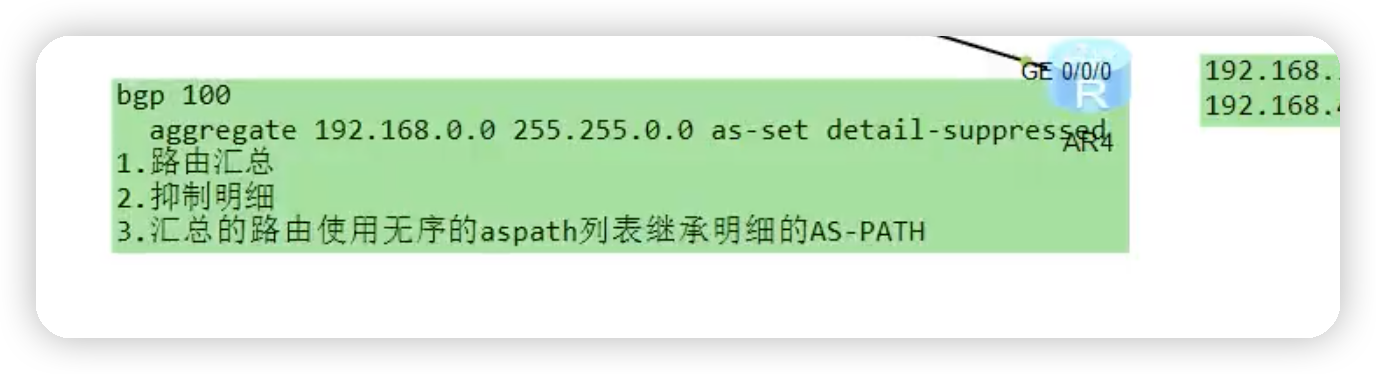 bgp 100
aggregate 192.168.0.0 255.255.0.0 as-set detail-suppressed
1.路由汇总
2.抑制明细
3.汇总的路由使用无序的aspath列表继承明细的AS-PATH
GE 0/0/0
R
AR4
192.168.
192.168.